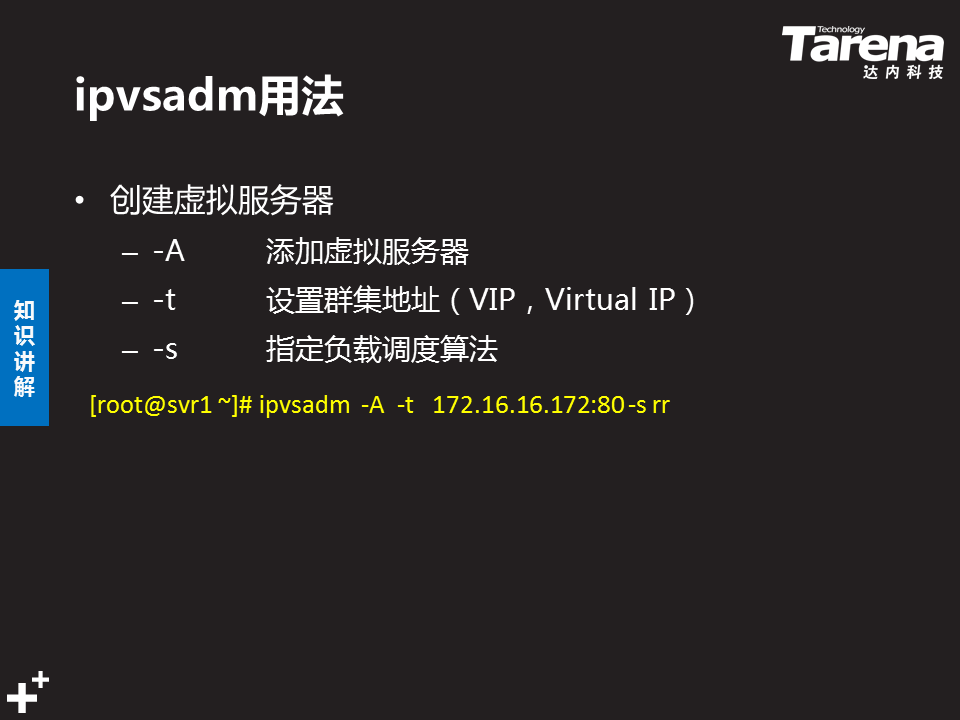 Technology
Tarena
达内科技
ipvsadm用法
• 创建虚拟服务器
– -A 添加虚拟服务器
– -t 设置群集地址（VIP，Virtual IP）
– -s 指定负载调度算法
[root@svr1 ~]# ipvsadm -A -t 172.16.16.172:80 -s rr
知识讲解